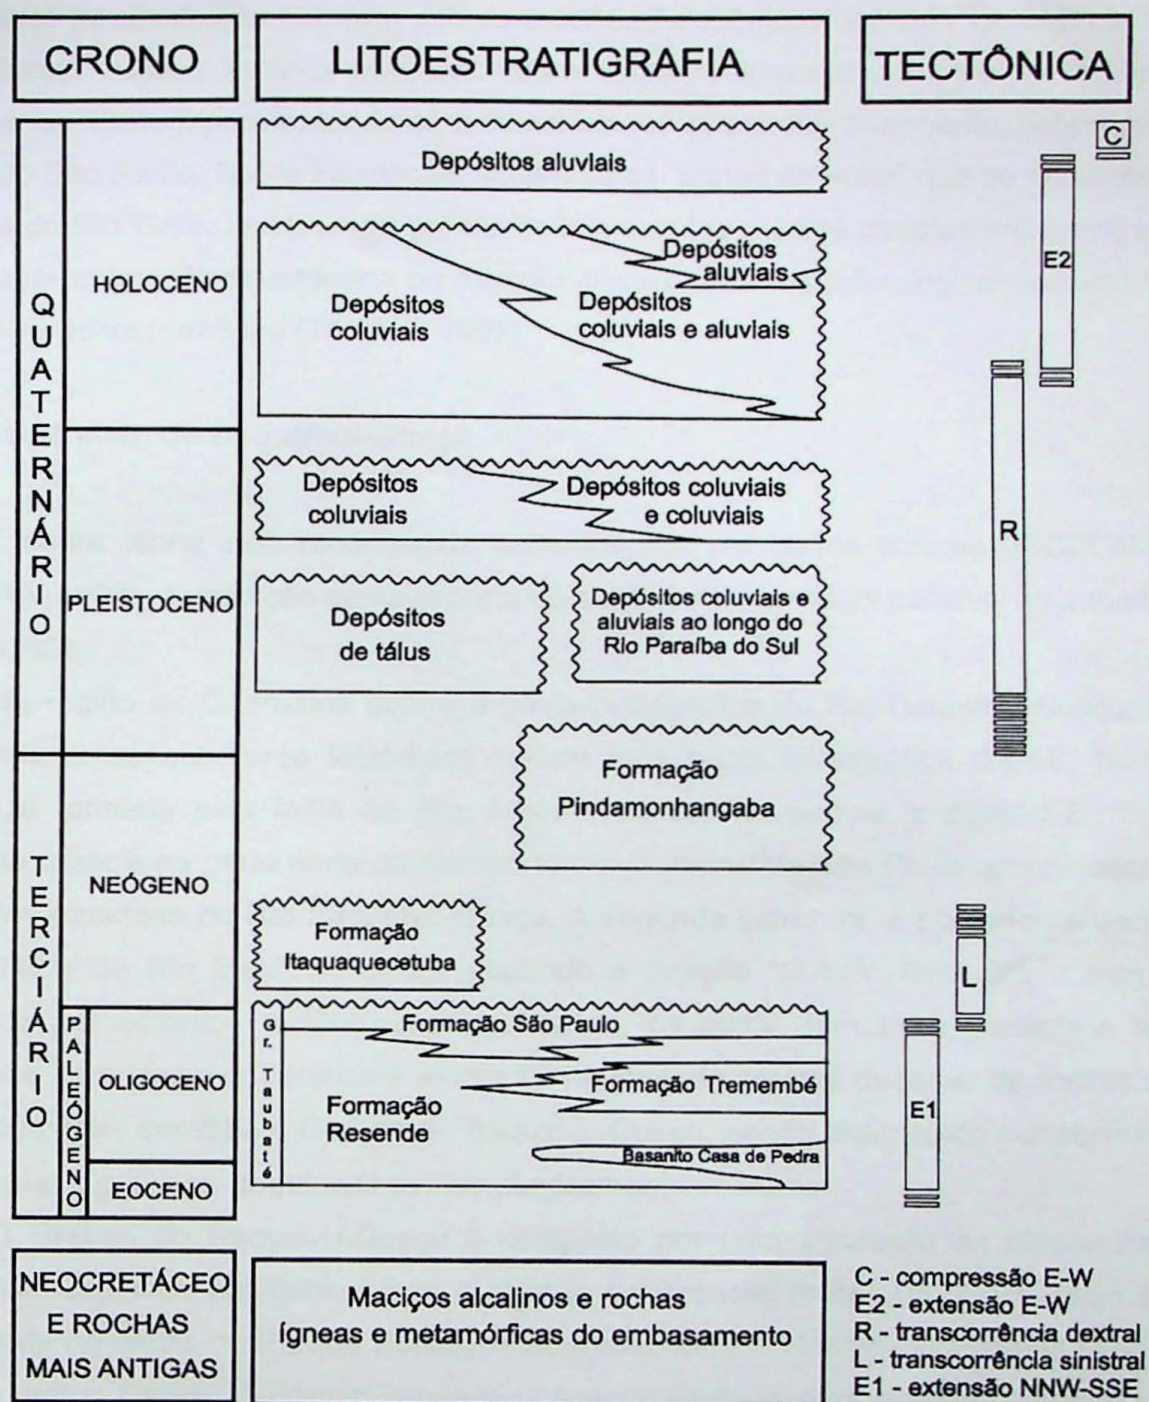 CRONO
LITOESTRATIGRAFIA
TECTÔNICA
QUATERNÁRIO
HOLOCENO
PLEISTOCENO
TERCIÁRIO
NEÓGENO
PALEÓGENO
OLIGOCENO
EOCENO
NEOCRETÁCEO
E ROCHAS
MAIS ANTIGAS
Depósitos aluviais
Depósitos
aluviais
Depósitos
coluviais
Depósitos
coluviais e aluviais
Depósitos
coluviais
Depósitos coluviais
e coluviais
Depósitos
de tálus
Depósitos coluviais e
aluviais ao longo do
Rio Paraíba do Sul
Formação
Pindamonhangaba
Formação
Itaquaquecetuba
Gr. Taubaté
Formação São Paulo
Formação Tremembé
Formação
Resende
Basanito Casa de Pedra
Maciços alcalinos e rochas
ígneas e metamórficas do embasamento
C
E2
R
L
E1
C - compressão E-W
E2 - extensão E-W
R - transcorrência dextral
L - transcorrência sinistral
E1 - extensão NNW-SSE